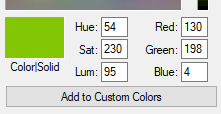 Hue: 54 Red: 130
Sat: 230 Green: 198
Color|Solid Lum: 95 Blue: 4
Add to Custom Colors